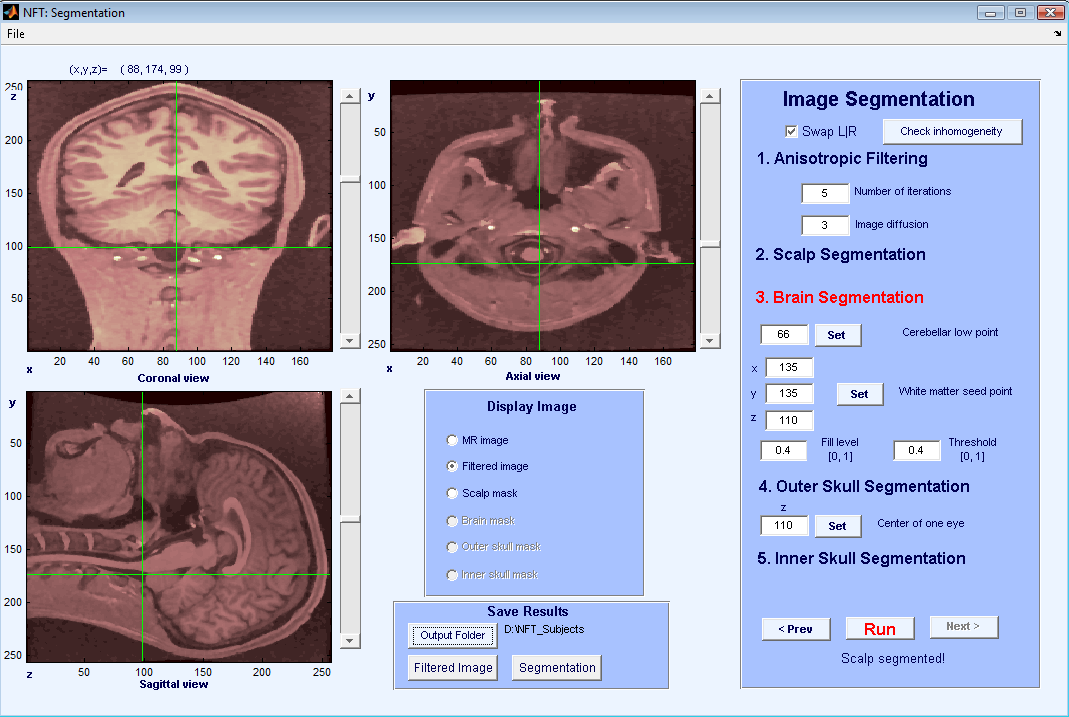 NFT: Segmentation
File
(x,y,z)= ( 88, 174, 99 )
250
z
200
150
100
50
20 40 60 80 100 120 140 160
x
Coronal view
y
50
100
150
200
250
20 40 60 80 100 120 140 160
x
Axial view
y
50
100
150
200
250
50 100 150 200 250
z
Sagittal view
Display Image
MR image
Filtered image
Scalp mask
Brain mask
Outer skull mask
Inner skull mask
Save Results
Output Folder D:\NFT_Subjects
Filtered Image Segmentation
Image Segmentation
Swap L|R Check inhomogeneity
1. Anisotropic Filtering
5 Number of iterations
3 Image diffusion
2. Scalp Segmentation
3. Brain Segmentation
66 Set Cerebellar low point
x 135
y 135 Set White matter seed point
z 110
0.4 Fill level 0.4 Threshold
[0, 1] [0, 1]
4. Outer Skull Segmentation
z
110 Set Center of one eye
5. Inner Skull Segmentation
< Prev Run Next >
Scalp segmented!